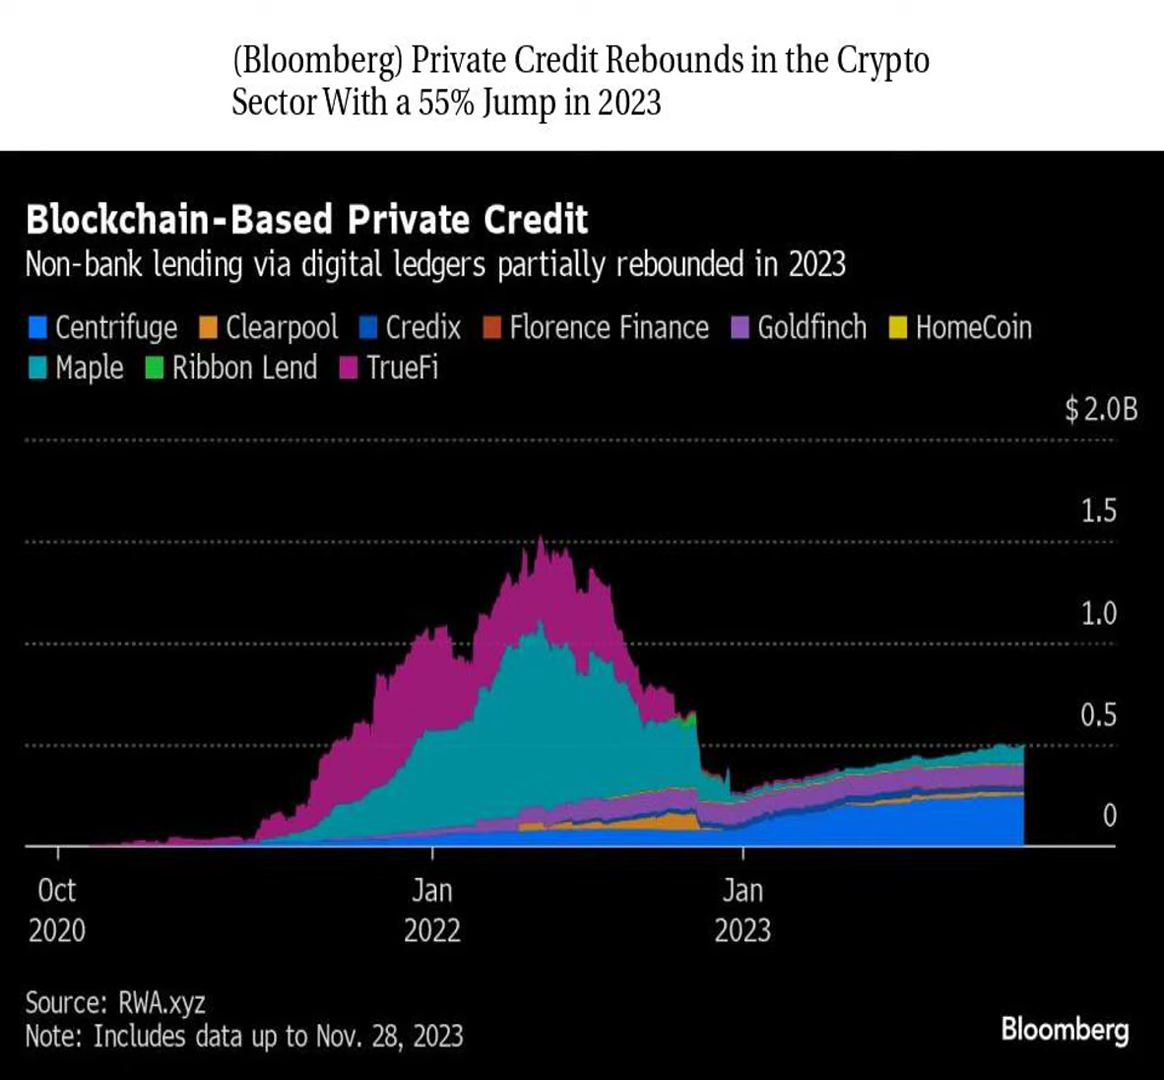 (Bloomberg) Private Credit Rebounds in the Crypto
Sector With a 55% Jump in 2023
Blockchain-Based Private Credit
Non-bank lending via digital ledgers partially rebounded in 2023
Centrifuge Clearpool Credix Florence Finance Goldfinch HomeCoin
Maple Ribbon Lend TrueFi
$2.0B
1.5
1.0
0.5
0
Oct Jan Jan
2020 2022 2023
Source: RWA.xyz
Note: Includes data up to Nov. 28, 2023
Bloomberg